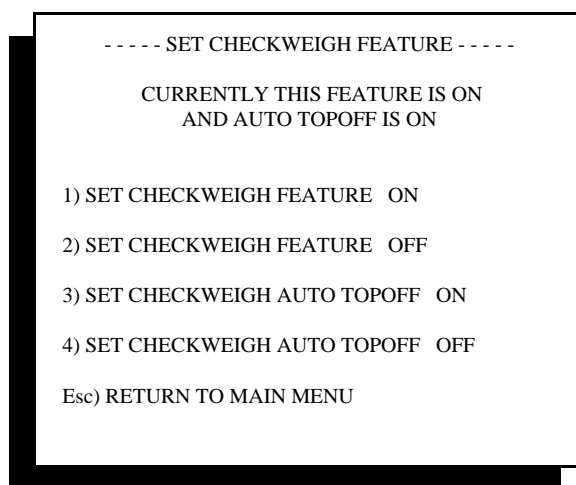 - - - - - SET CHECKWEIGH FEATURE - - - - -
CURRENTLY THIS FEATURE IS ON
AND AUTO TOPOFF IS ON
1) SET CHECKWEIGH FEATURE ON
2) SET CHECKWEIGH FEATURE OFF
3) SET CHECKWEIGH AUTO TOPOFF ON
4) SET CHECKWEIGH AUTO TOPOFF OFF
Esc) RETURN TO MAIN MENU